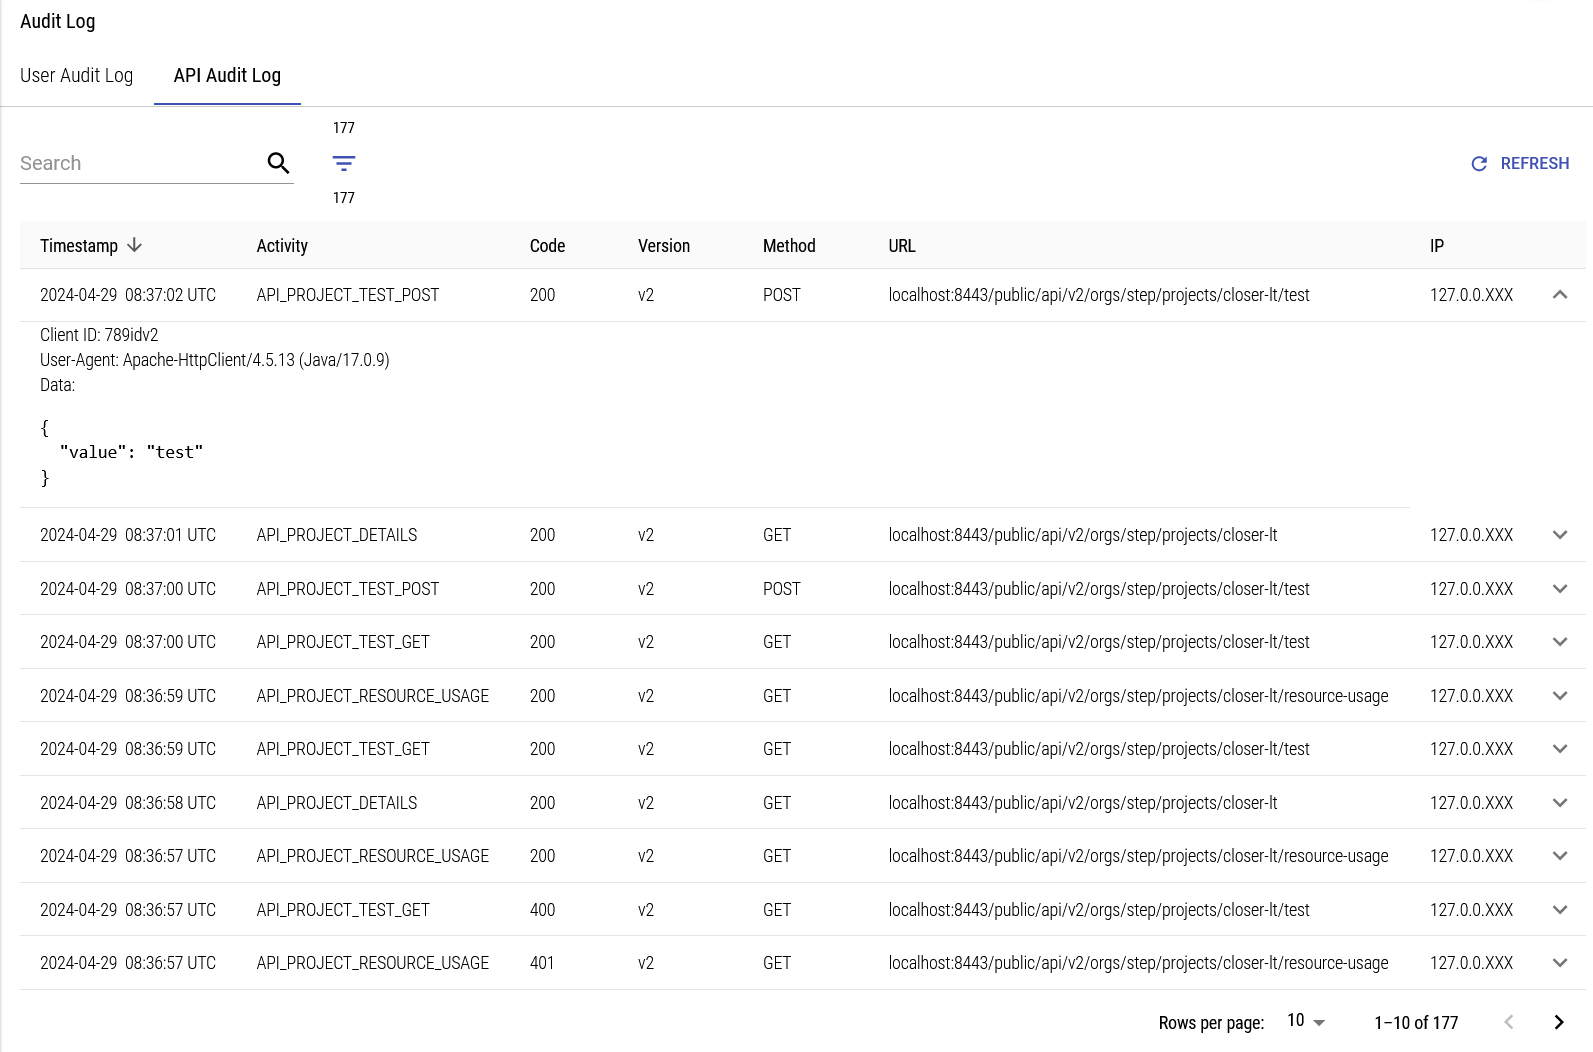 Audit Log
User Audit Log API Audit Log
177
Search
REFRESH
177
Timestamp Activity Code Version Method URL IP
2024-04-29 08:37:02 UTC API_PROJECT_TEST_POST 200 v2 POST localhost:8443/public/api/v2/orgs/step/projects/closer-lt/test 127.0.0.XXX
Client ID: 789idv2
User-Agent: Apache-HttpClient/4.5.13 (Java/17.0.9)
Data:
{
"value": "test"
}
2024-04-29 08:37:01 UTC API_PROJECT_DETAILS 200 v2 GET localhost:8443/public/api/v2/orgs/step/projects/closer-lt 127.0.0.XXX
2024-04-29 08:37:00 UTC API_PROJECT_TEST_POST 200 v2 POST localhost:8443/public/api/v2/orgs/step/projects/closer-lt/test 127.0.0.XXX
2024-04-29 08:37:00 UTC API_PROJECT_TEST_GET 200 v2 GET localhost:8443/public/api/v2/orgs/step/projects/closer-lt/test 127.0.0.XXX
2024-04-29 08:36:59 UTC API_PROJECT_RESOURCE_USAGE 200 v2 GET localhost:8443/public/api/v2/orgs/step/projects/closer-lt/resource-usage 127.0.0.XXX
2024-04-29 08:36:59 UTC API_PROJECT_TEST_GET 200 v2 GET localhost:8443/public/api/v2/orgs/step/projects/closer-lt/test 127.0.0.XXX
2024-04-29 08:36:58 UTC API_PROJECT_DETAILS 200 v2 GET localhost:8443/public/api/v2/orgs/step/projects/closer-lt 127.0.0.XXX
2024-04-29 08:36:57 UTC API_PROJECT_RESOURCE_USAGE 200 v2 GET localhost:8443/public/api/v2/orgs/step/projects/closer-lt/resource-usage 127.0.0.XXX
2024-04-29 08:36:57 UTC API_PROJECT_TEST_GET 400 v2 GET localhost:8443/public/api/v2/orgs/step/projects/closer-lt/test 127.0.0.XXX
2024-04-29 08:36:57 UTC API_PROJECT_RESOURCE_USAGE 401 v2 GET localhost:8443/public/api/v2/orgs/step/projects/closer-lt/resource-usage 127.0.0.XXX
Rows per page: 10 1–10 of 177